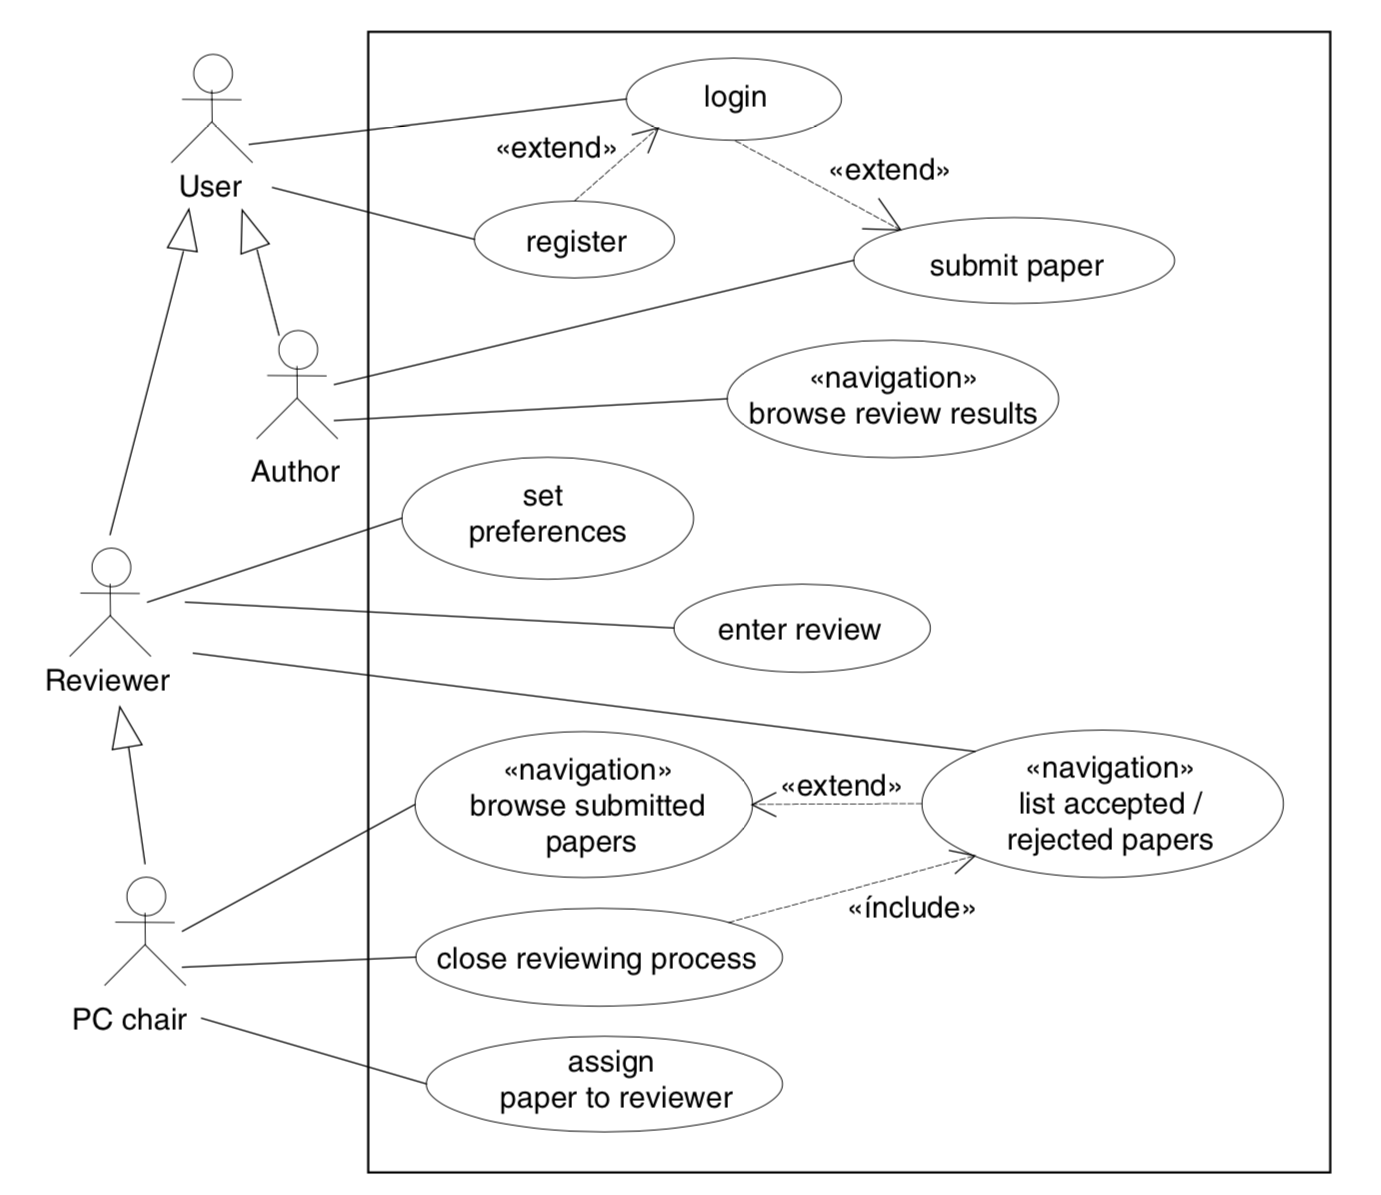 login
«extend»
«extend»
User
register
submit paper
«navigation»
browse review results
Author
set
preferences
enter review
Reviewer
«navigation»
browse submitted
papers
«extend»
«navigation»
list accepted /
rejected papers
«ínclude»
close reviewing process
PC chair
assign
paper to reviewer